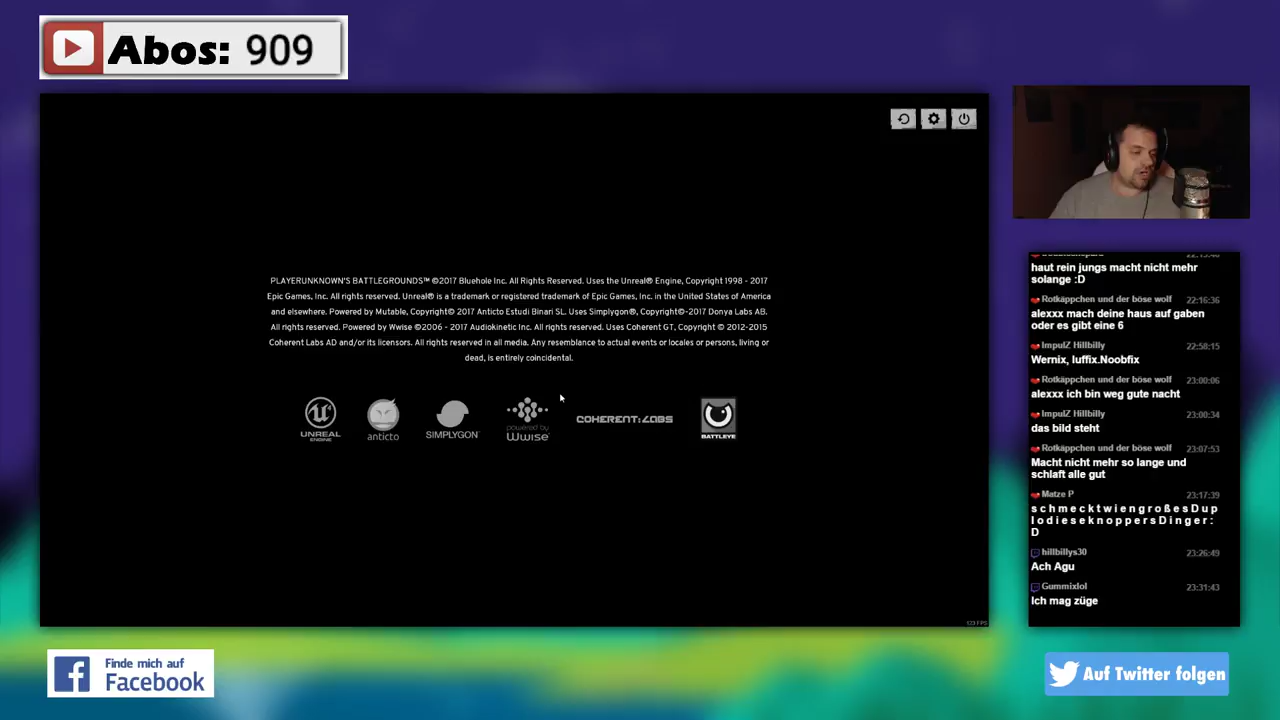 Abos: 909
PLAYERUNKNOWN'S BATTLEGROUNDS™ ©2017 Bluehole Inc. All Rights Reserved. Uses the Unreal® Engine, Copyright 1998 - 2017
Epic Games, Inc. All rights reserved. Unreal® is a trademark or registered trademark of Epic Games, Inc. in the United States of America
and elsewhere. Powered by Mutable, Copyright© 2017 Anticto Estudi Binari SL. Uses Simplygon®, Copyright©-2017 Donya Labs AB.
All rights reserved. Powered by Wwise ©2006 - 2017 Audiokinetic Inc. All rights reserved. Uses Coherent GT, Copyright © 2012-2015
Coherent Labs AD and/or its licensors. All rights reserved in all media. Any resemblance to actual events or locales or persons, living or
dead, is entirely coincidental.
UNREAL ENGINE
anticto
SIMPLYGON
powered by Wwise
COHERENT:LABS
BATTLEYE
123 FPS
haut rein jungs macht nicht mehr
solange :D
Rotkäppchen und der böse wolf 22:16:36
alexxx mach deine haus auf gaben
oder es gibt eine 6
ImpulZ Hillbilly 22:58:15
Wernix, luffix.Noobfix
Rotkäppchen und der böse wolf 23:00:06
alexxx ich bin weg gute nacht
ImpulZ Hillbilly 23:00:34
das bild steht
Rotkäppchen und der böse wolf 23:07:53
Macht nicht mehr so lange und
schlaft alle gut
Matze P 23:17:39
s c h m e c k t w i e n g r o ß e s D u p
l o d i e s e k n o p p e r s D i n g e r :
D
hillbillys30 23:26:49
Ach Agu
Gummixlol 23:31:43
Ich mag züge
Finde mich auf
Facebook
Auf Twitter folgen